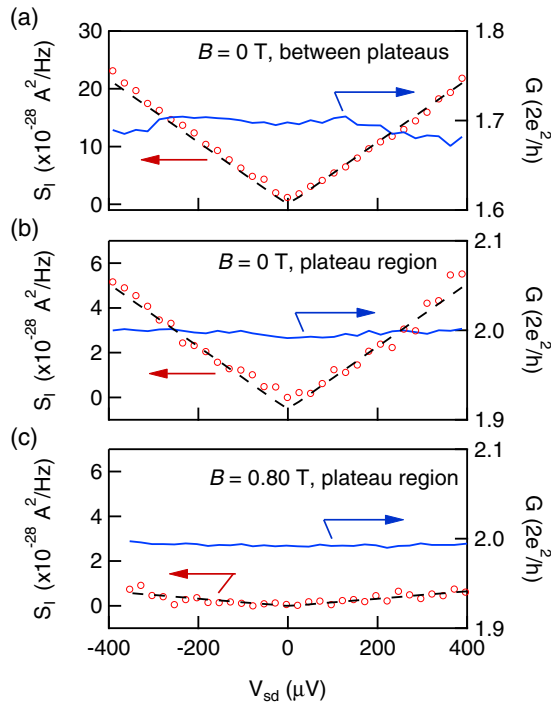 (a)
B = 0 T, between plateaus
S_I (x10^-28 A^2/Hz)
30
20
10
0
G (2e^2/h)
1.8
1.7
1.6
(b)
B = 0 T, plateau region
S_I (x10^-28 A^2/Hz)
6
4
2
0
G (2e^2/h)
2.1
2.0
1.9
(c)
B = 0.80 T, plateau region
S_I (x10^-28 A^2/Hz)
6
4
2
0
G (2e^2/h)
2.1
2.0
1.9
-400 -200 0 200 400
V_sd (μV)